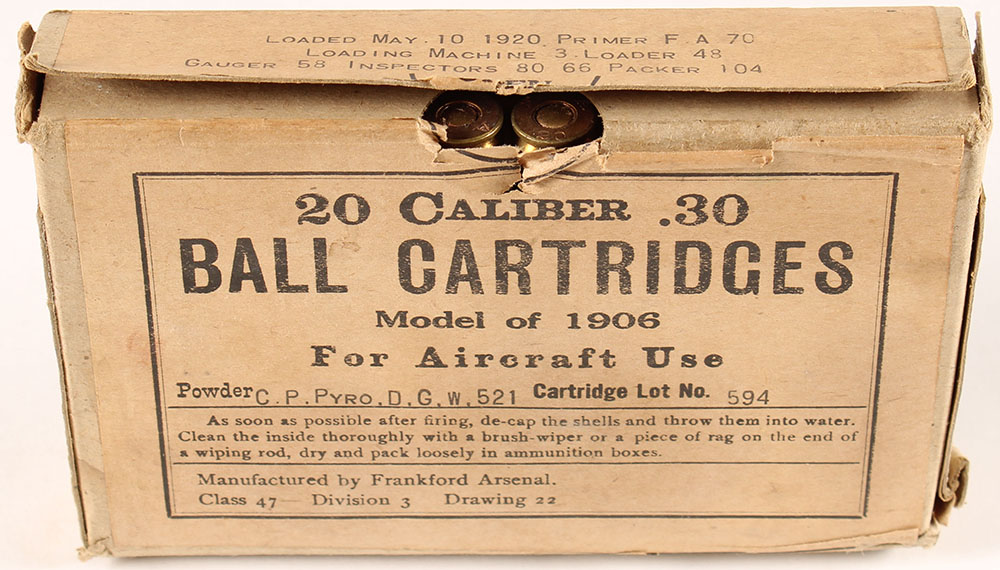 LOADED MAY. 10 1920. PRIMER F A 70
LOADING MACHINE 3. LOADER 48
GAUGER 58 INSPECTORS 80 66 PACKER 104
20 CALIBER .30
BALL CARTRIDGES
Model of 1906
For Aircraft Use
Powder C. P. PYRO. D. G. W. 521 Cartridge Lot No. 594
As soon as possible after firing, de-cap the shells and throw them into water.
Clean the inside thoroughly with a brush-wiper or a piece of rag on the end of
a wiping rod, dry and pack loosely in ammunition boxes.
Manufactured by Frankford Arsenal.
Class 47 — Division 3 Drawing 22